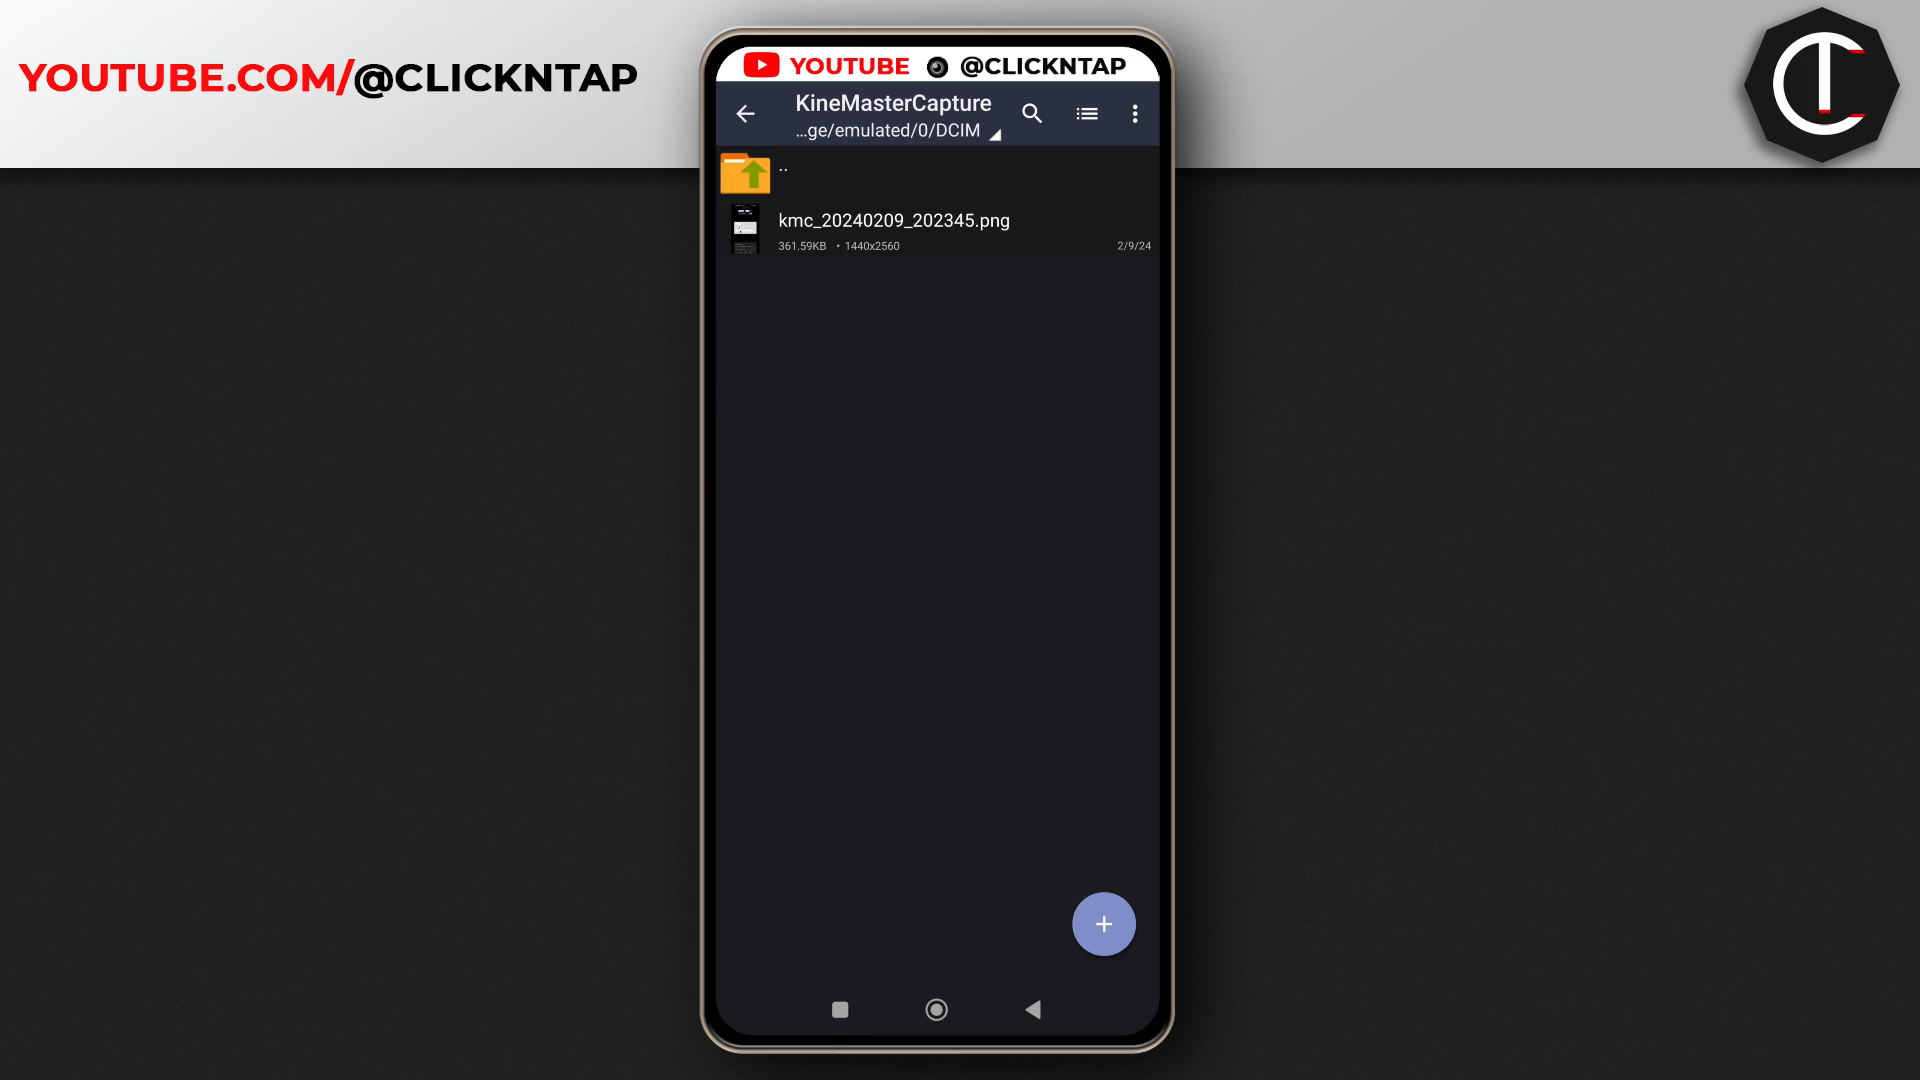 YOUTUBE.COM/@CLICKNTAP
YOUTUBE @CLICKNTAP
KineMasterCapture
...ge/emulated/0/DCIM
..
kmc_20240209_202345.png
361.59KB • 1440x2560 2/9/24